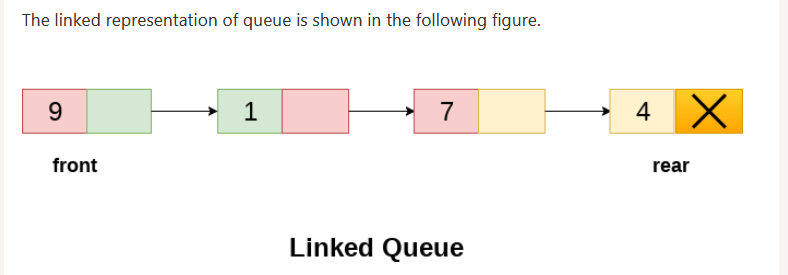 The linked representation of queue is shown in the following figure.
9 1 7 4 X
front rear
Linked Queue